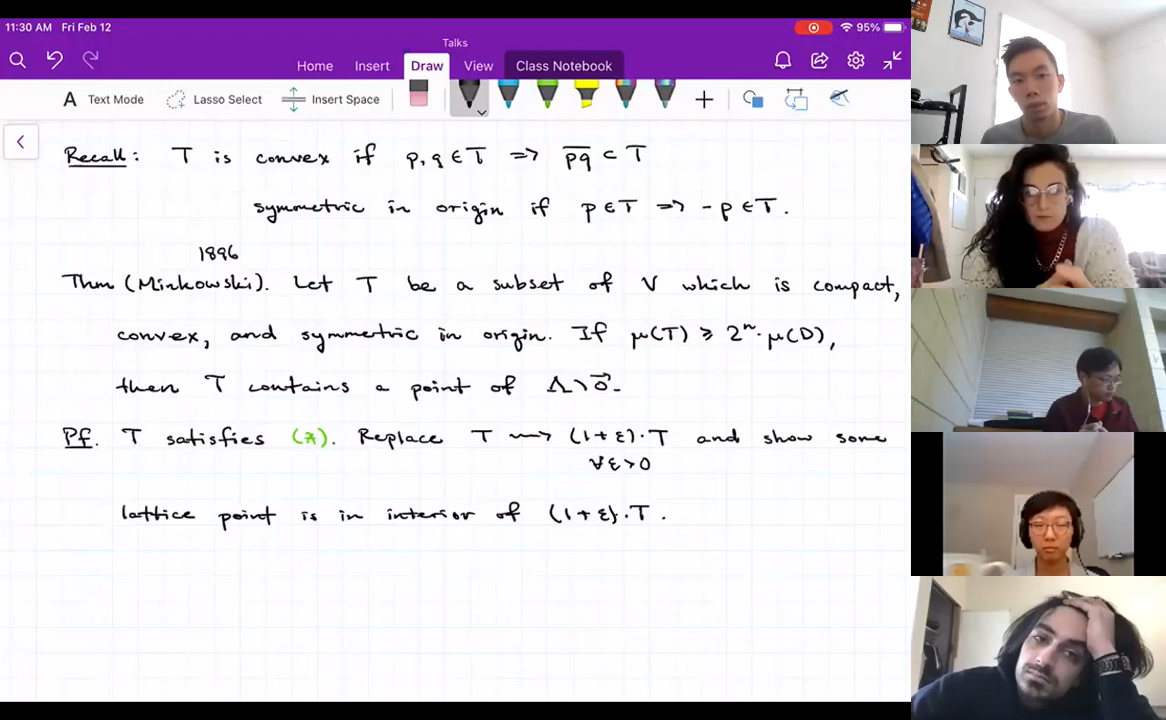 11:30 AM Fri Feb 12
95%
Talks
Home Insert Draw View Class Notebook
Text Mode Lasso Select Insert Space
Recall: T is convex if p, q ∈ T => p̅q̅ ⊂ T
symmetric in origin if p ∈ T => -p ∈ T.
1896
Thm (Minkowski). Let T be a subset of V which is compact,
convex, and symmetric in origin. If μ(T) ≥ 2ⁿ·μ(D),
then T contains a point of Λ∖0⃗.
Pf. T satisfies (*). Replace T ⟿ (1+ε)·T and show some
∀ε>0
lattice point is in interior of (1+ε)·T.